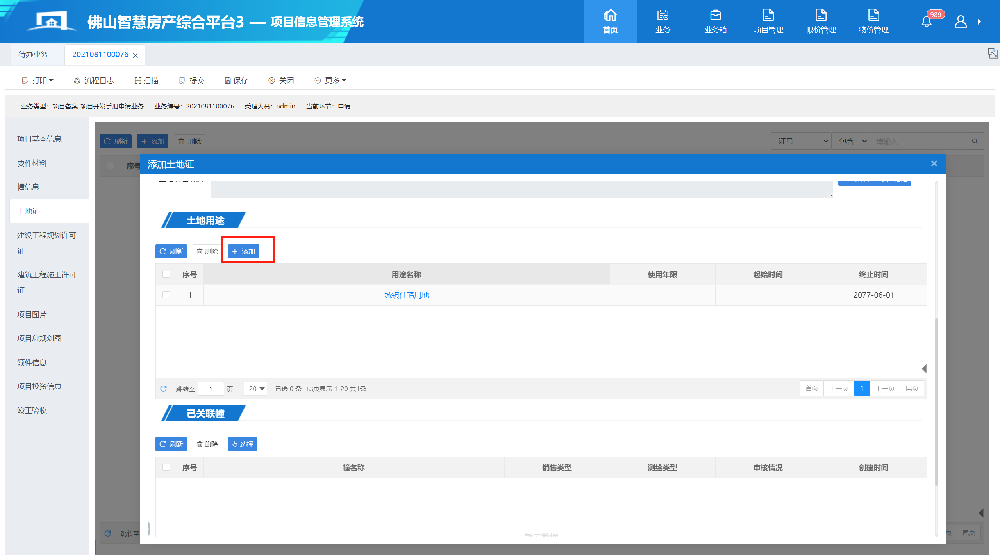 佛山智慧房产综合平台3 — 项目信息管理系统
首页
业务
业务箱
项目管理
限价管理
物价管理
989
待办业务
2021081100076
打印
流程日志
扫描
提交
保存
关闭
更多
业务类型：项目备案-项目开发手册申请业务 业务编号：2021081100076 受理人员：admin 当前环节：申请
项目基本信息
要件材料
幢信息
土地证
建设工程规划许可
证
建筑工程施工许可
证
项目图片
项目总规划图
领件信息
项目投资信息
竣工验收
刷新
添加
删除
证号
包含
请输入
序号
添加土地证
土地用途
刷新
删除
添加
序号 用途名称 使用年限 起始时间 终止时间
1 城镇住宅用地 2077-06-01
跳转至 1 页 20 已选 0 条 此页显示 1-20 共1条
首页 上一页 1 下一页 尾页
已关联幢
刷新
删除
选择
序号 幢名称 销售类型 测绘类型 审核情况 创建时间
暂无数据
跳转至
页 尾页